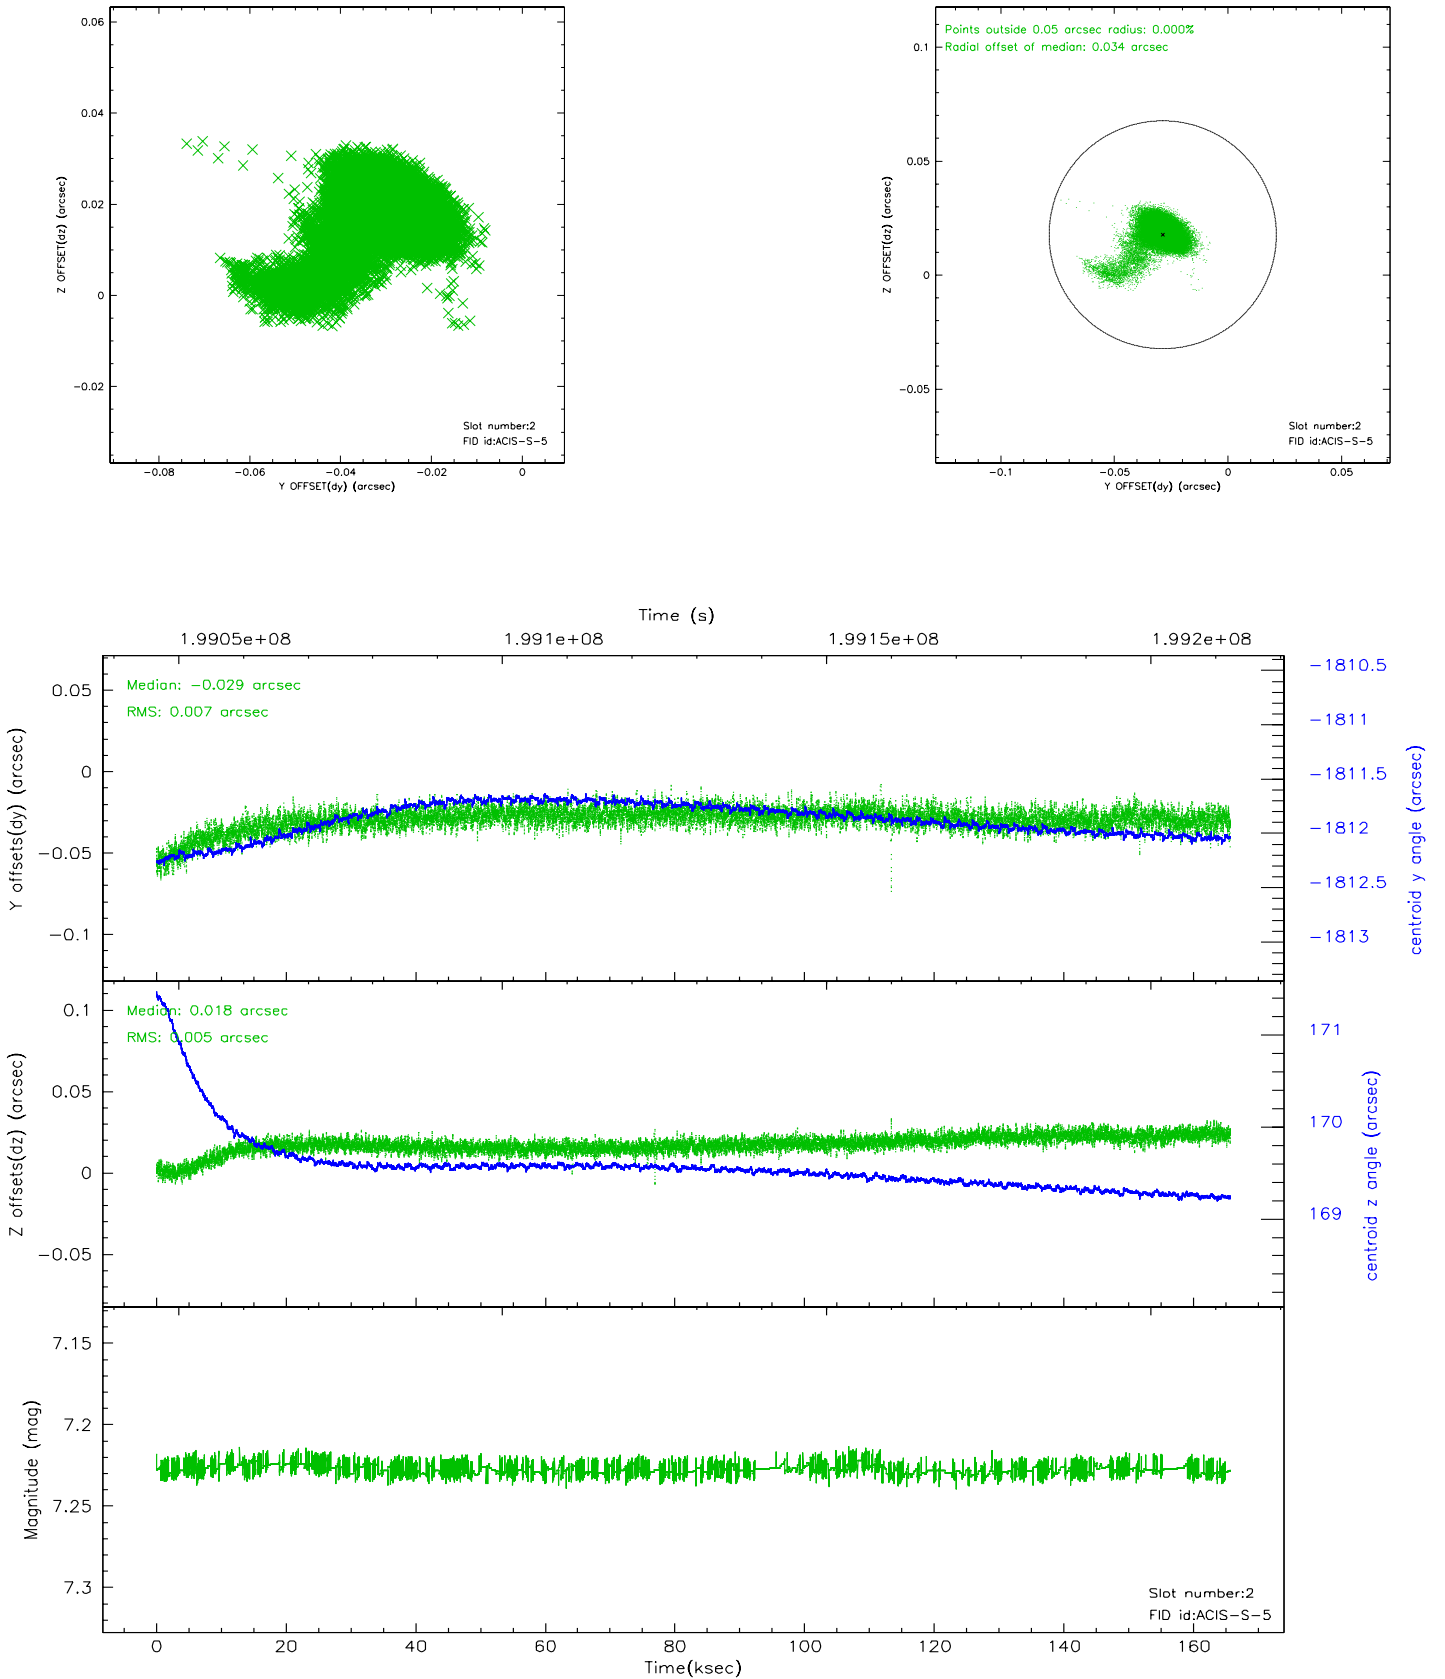 0.06
0.04
0.02
0
−0.02
Z OFFSET(dz) (arcsec)
Slot number:2
FID id:ACIS−S−5
−0.08
−0.06
−0.04
−0.02
0
Y OFFSET(dy) (arcsec)
Points outside 0.05 arcsec radius: 0.000%
Radial offset of median: 0.034 arcsec
0.1
0.05
0
−0.05
Z OFFSET(dz) (arcsec)
Slot number:2
FID id:ACIS−S−5
−0.1
−0.05
0
0.05
Y OFFSET(dy) (arcsec)
Time (s)
1.9905e+08
1.991e+08
1.9915e+08
1.992e+08
Median: −0.029 arcsec
RMS: 0.007 arcsec
0.05
0
−0.05
−0.1
Y offsets(dy) (arcsec)
−1810.5
−1811
−1811.5
−1812
−1812.5
−1813
centroid y angle (arcsec)
Median: 0.018 arcsec
RMS: 0.005 arcsec
0.1
0.05
0
−0.05
Z offsets(dz) (arcsec)
171
170
169
centroid z angle (arcsec)
7.15
7.2
7.25
7.3
Magnitude (mag)
Slot number:2
FID id:ACIS−S−5
0
20
40
60
80
100
120
140
160
Time(ksec)